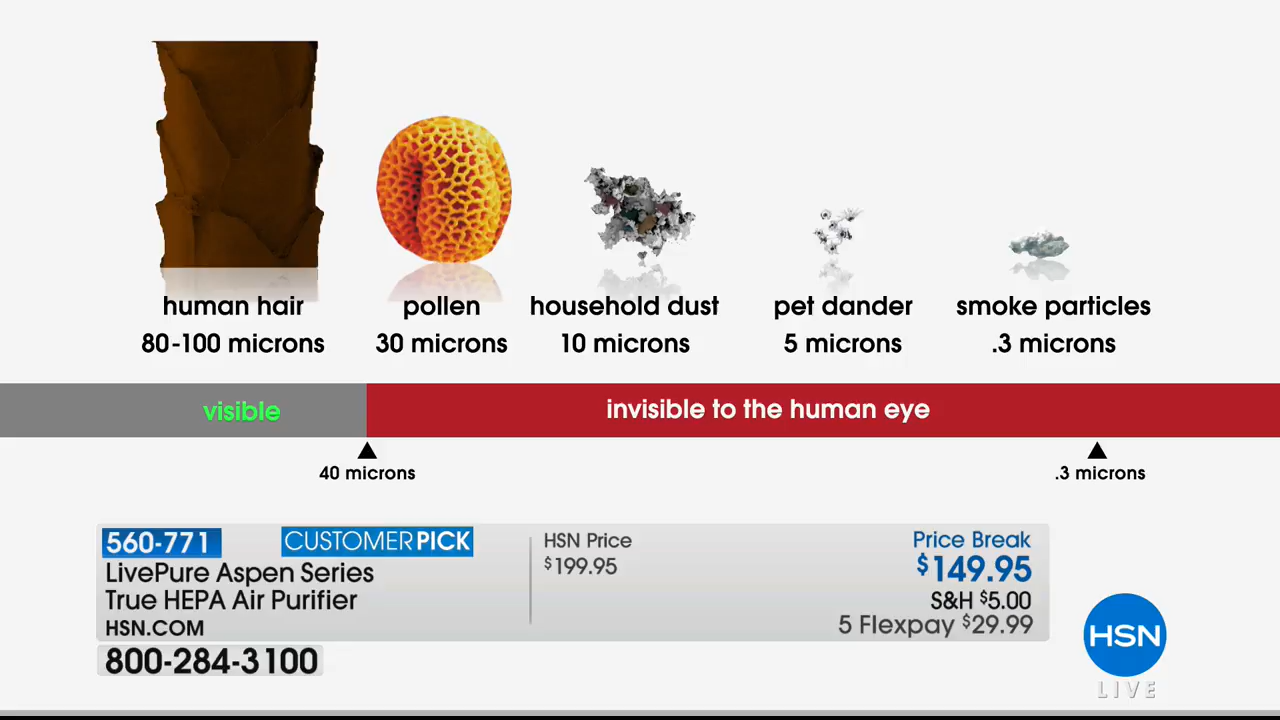 human hair
80-100 microns
pollen
30 microns
household dust
10 microns
pet dander
5 microns
smoke particles
.3 microns
visible
invisible to the human eye
40 microns
.3 microns
560-771
CUSTOMERPICK
LivePure Aspen Series
True HEPA Air Purifier
HSN.COM
800-284-3100
HSN Price
$199.95
Price Break
$149.95
S&H $5.00
5 Flexpay $29.99
HSN
LIVE